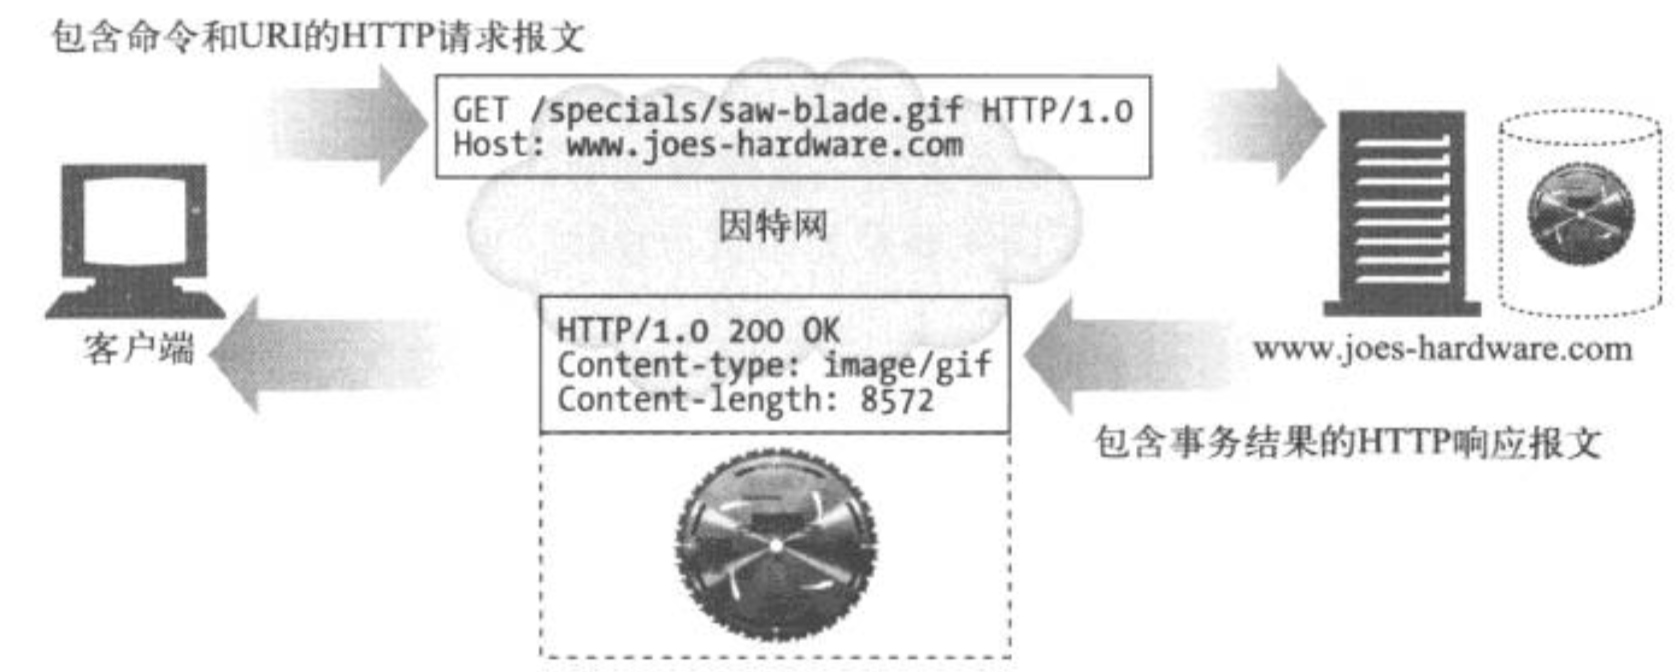 包含命令和URI的HTTP请求报文
GET /specials/saw-blade.gif HTTP/1.0
Host: www.joes-hardware.com
因特网
客户端
HTTP/1.0 200 OK
Content-type: image/gif
Content-length: 8572
www.joes-hardware.com
包含事务结果的HTTP响应报文